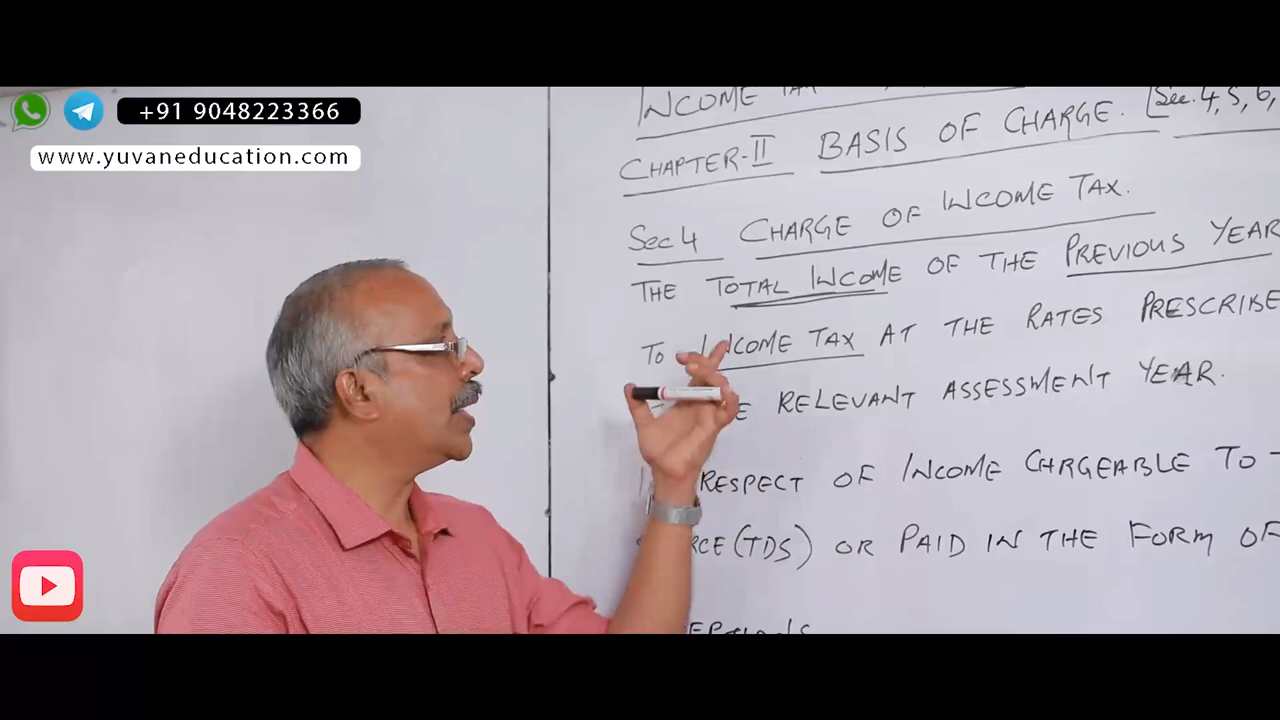 +91 9048223366
www.yuvaneducation.com
INCOME TAX
CHAPTER-II BASIS OF CHARGE. [Sec. 4, 5, 6,
Sec 4 CHARGE OF INCOME TAX.
THE TOTAL INCOME OF THE PREVIOUS YEAR
TO INCOME TAX AT THE RATES PRESCRIBE
RELEVANT ASSESSMENT YEAR.
RESPECT OF INCOME CHRGEABLE TO
RCE (TDS) OR PAID IN THE FORM OF